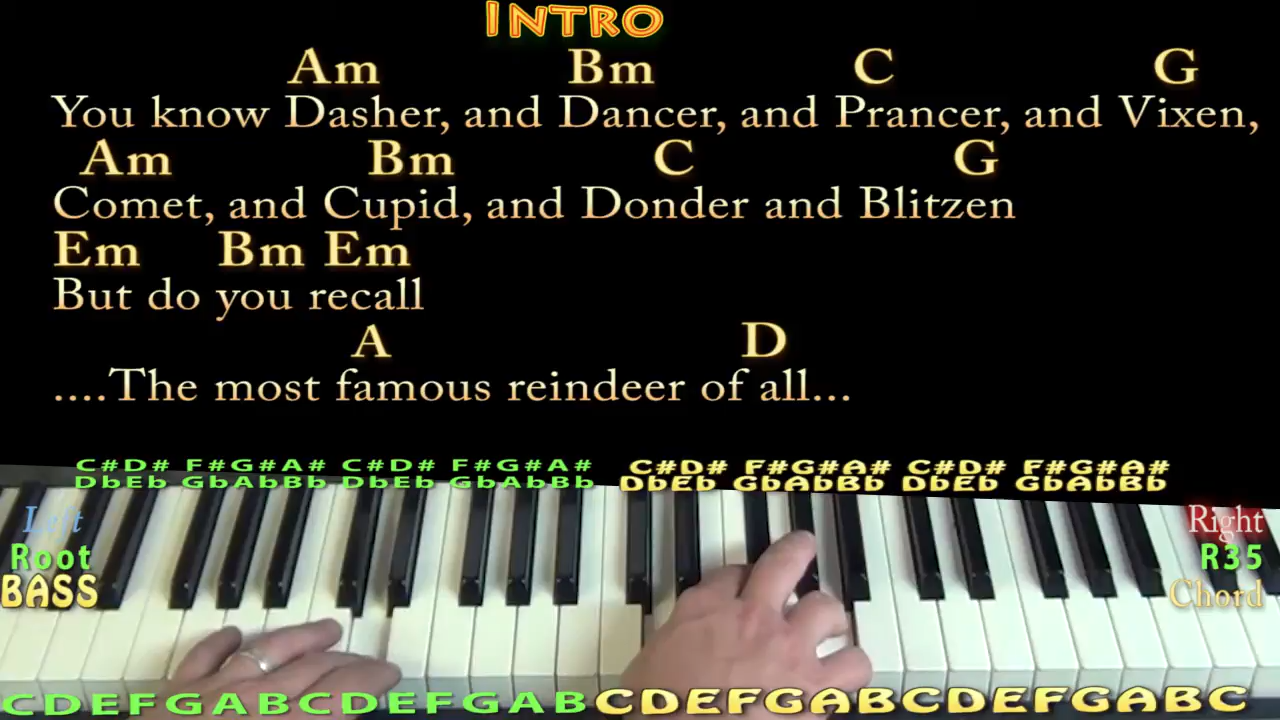 INTRO
Am Bm C G
You know Dasher, and Dancer, and Prancer, and Vixen,
Am Bm C G
Comet, and Cupid, and Donder and Blitzen
Em Bm Em
But do you recall
A D
....The most famous reindeer of all...
C#D# F#G#A# C#D# F#G#A# C#D# F#G#A# C#D# F#G#A#
DbEb GbAbBb DbEb GbAbBb DbEb GbAbBb DbEb GbAbBb
Left Right
Root R35
BASS Chord
CDEFGABCDEFGABCDEFGABCDEFGABC